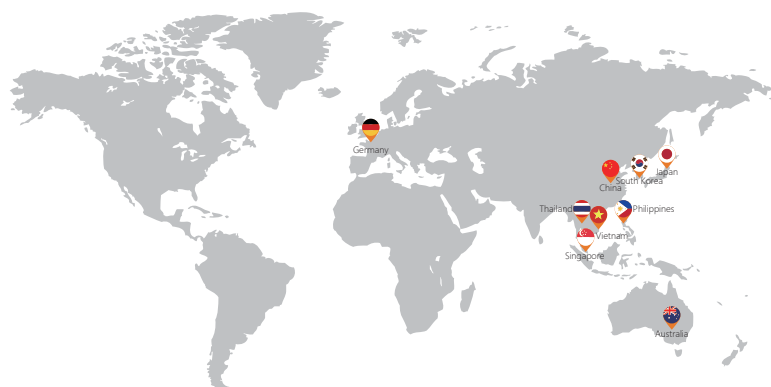 Germany
Japan
South Korea
China
Thailand
Philippines
Vietnam
Singapore
Australia